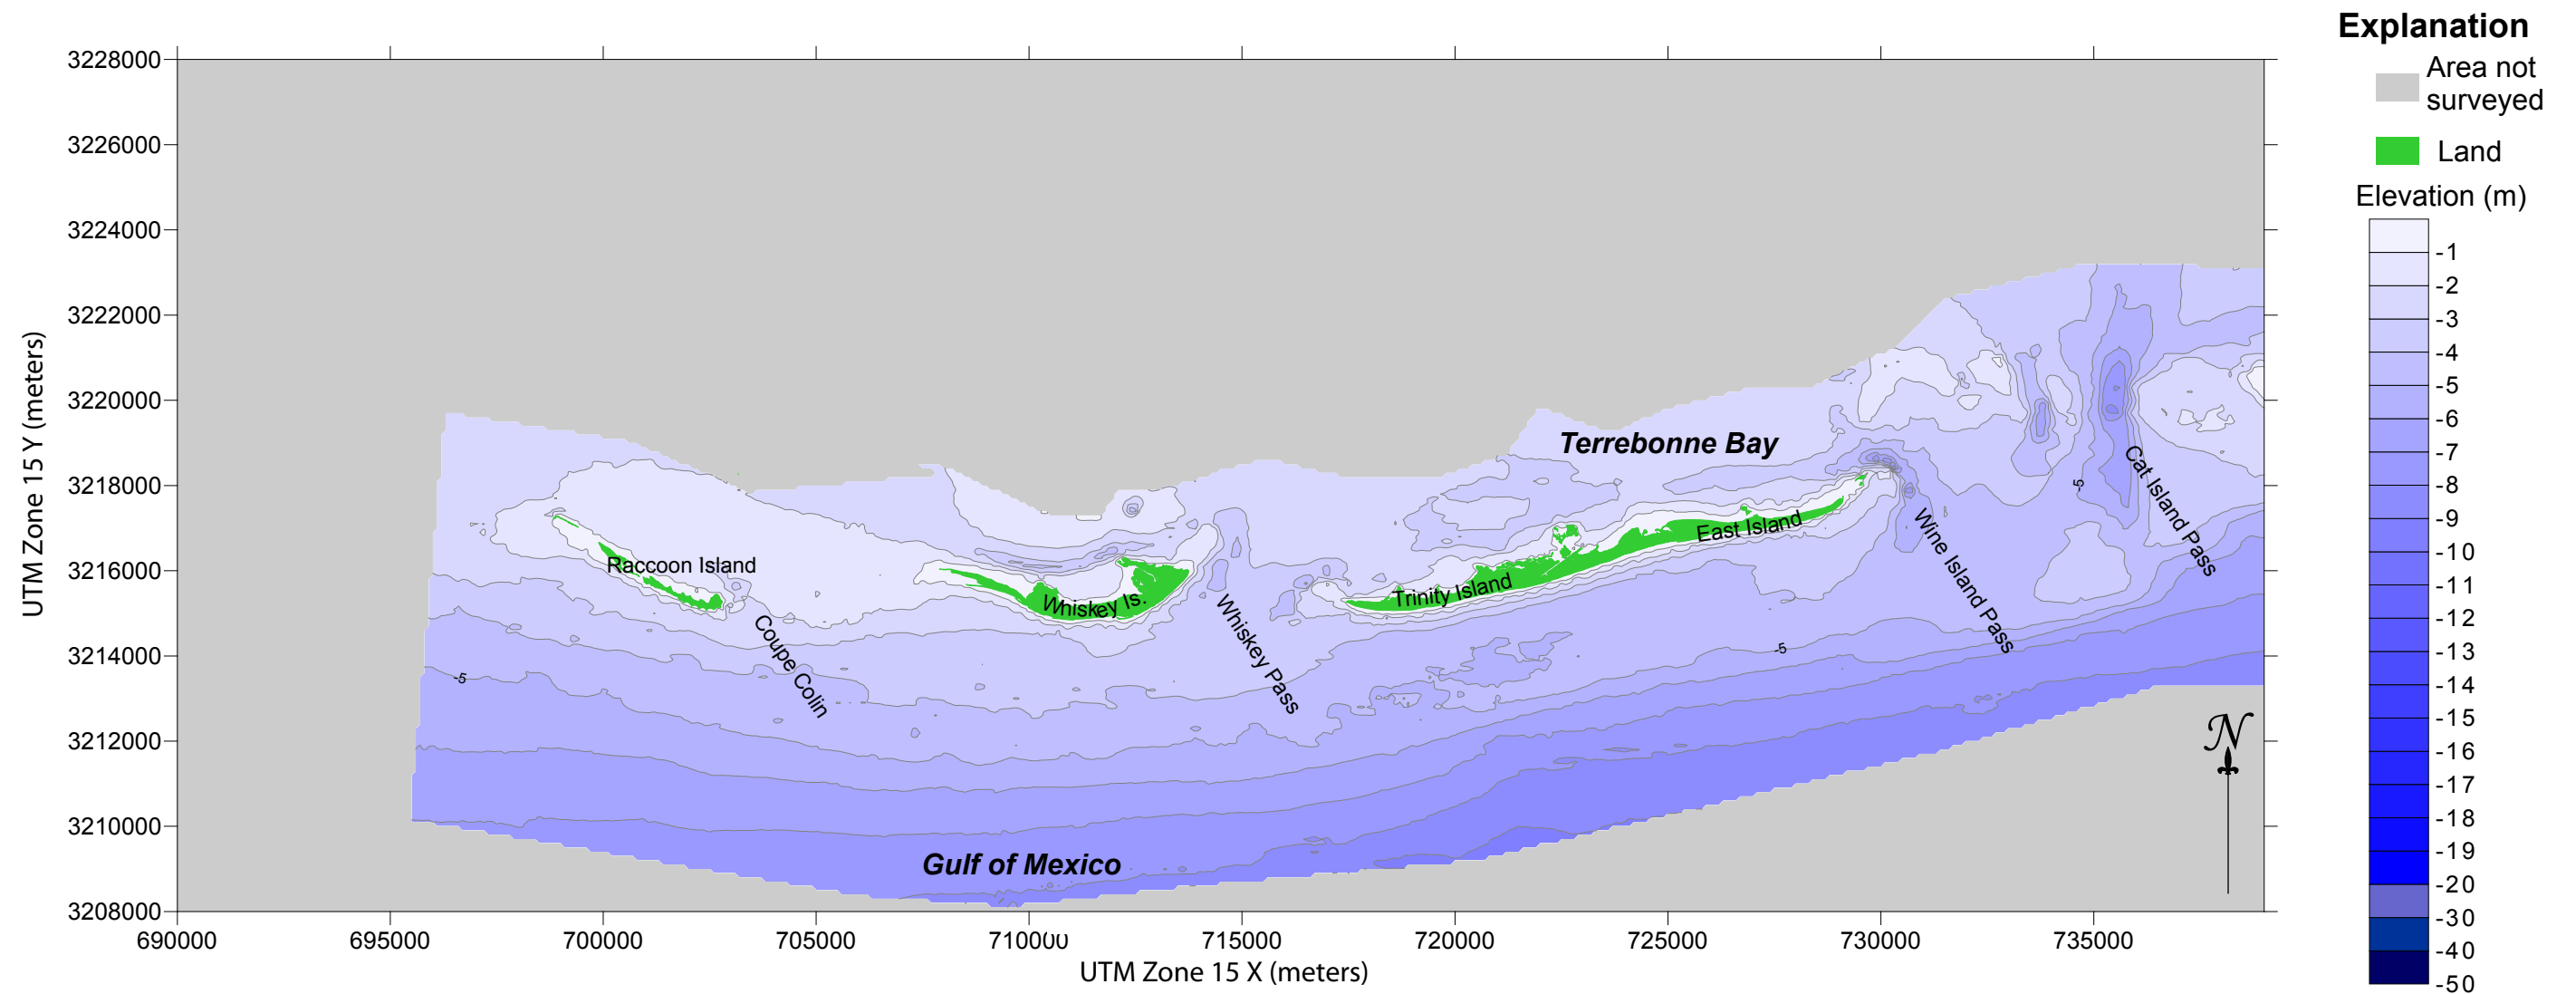 Explanation
Area not
surveyed
Land
Elevation (m)
-1
-2
-3
-4
-5
-6
-7
-8
-9
-10
-11
-12
-13
-14
-15
-16
-17
-18
-19
-20
-30
-40
-50
3228000
3226000
3224000
3222000
3220000
3218000
3216000
3214000
3212000
3210000
3208000
UTM Zone 15 Y (meters)
Terrebonne Bay
Raccoon Island
Whiskey Is.
Trinity Island
East Island
Coupe Colin
Whiskey Pass
Wine Island Pass
Cat Island Pass
-5
-5
-5
Gulf of Mexico
N
690000
695000
700000
705000
710000
715000
720000
725000
730000
735000
UTM Zone 15 X (meters)